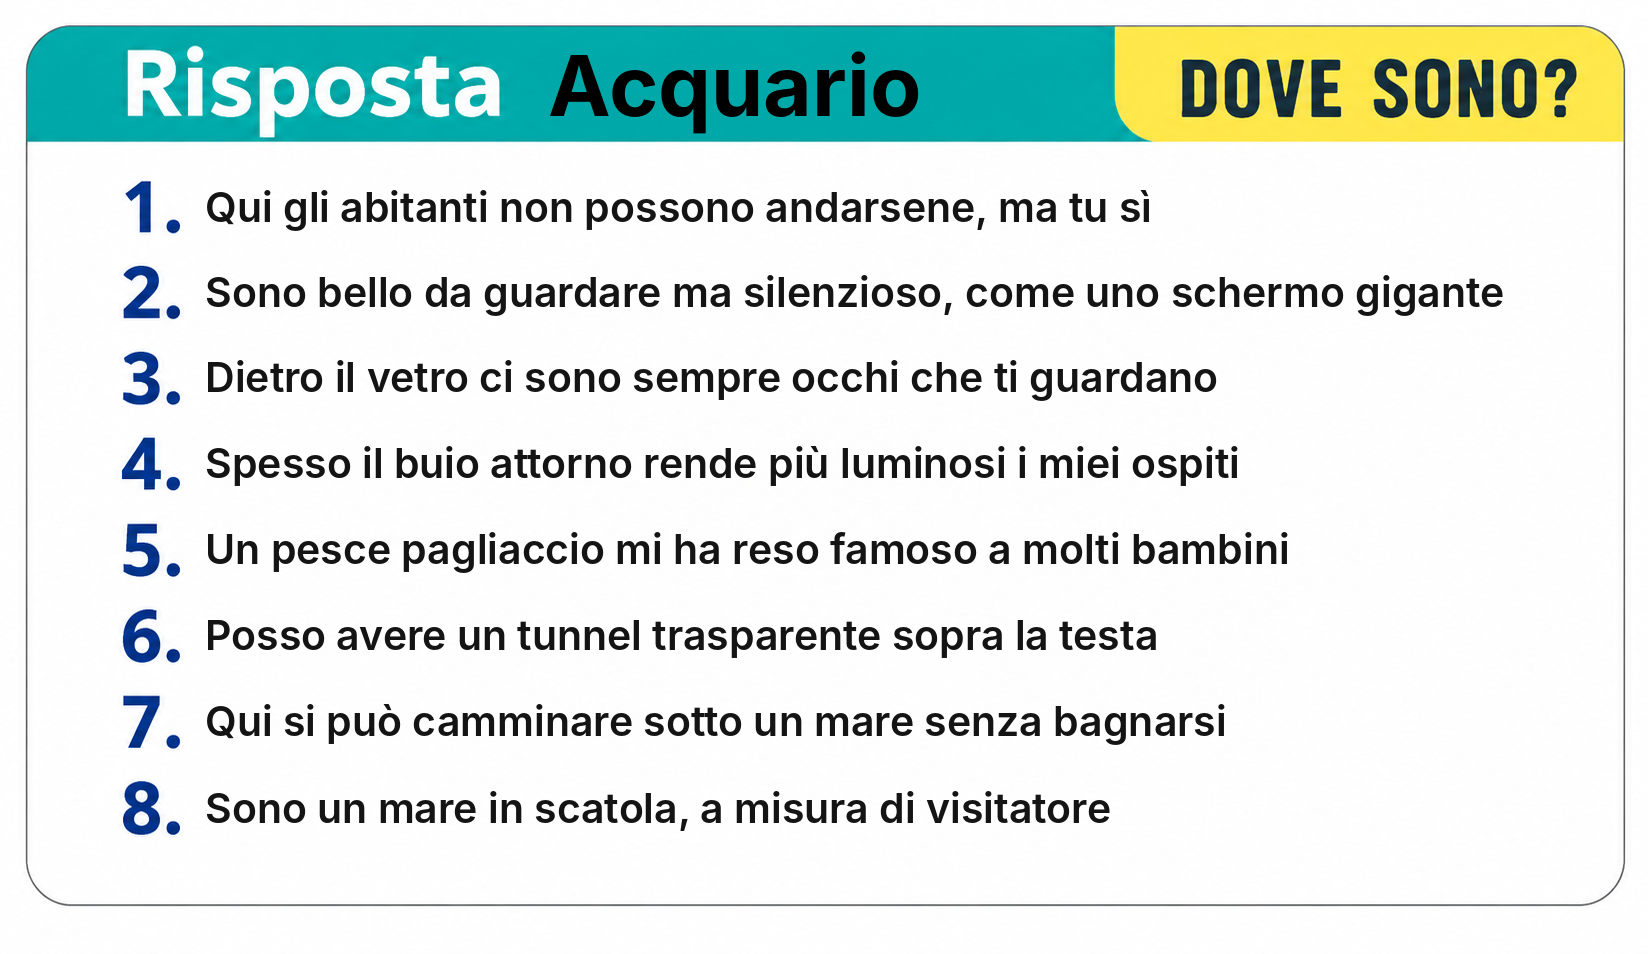 Risposta Acquario DOVE SONO?
1. Qui gli abitanti non possono andarsene, ma tu sì
2. Sono bello da guardare ma silenzioso, come uno schermo gigante
3. Dietro il vetro ci sono sempre occhi che ti guardano
4. Spesso il buio attorno rende più luminosi i miei ospiti
5. Un pesce pagliaccio mi ha reso famoso a molti bambini
6. Posso avere un tunnel trasparente sopra la testa
7. Qui si può camminare sotto un mare senza bagnarsi
8. Sono un mare in scatola, a misura di visitatore